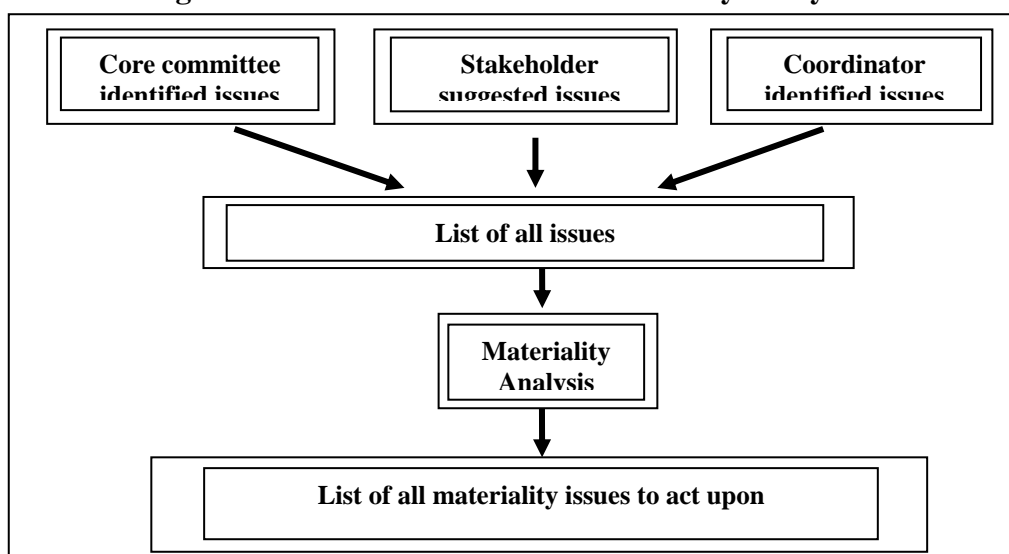 Core committee
identified issues
Stakeholder
suggested issues
Coordinator
identified issues
List of all issues
Materiality
Analysis
List of all materiality issues to act upon